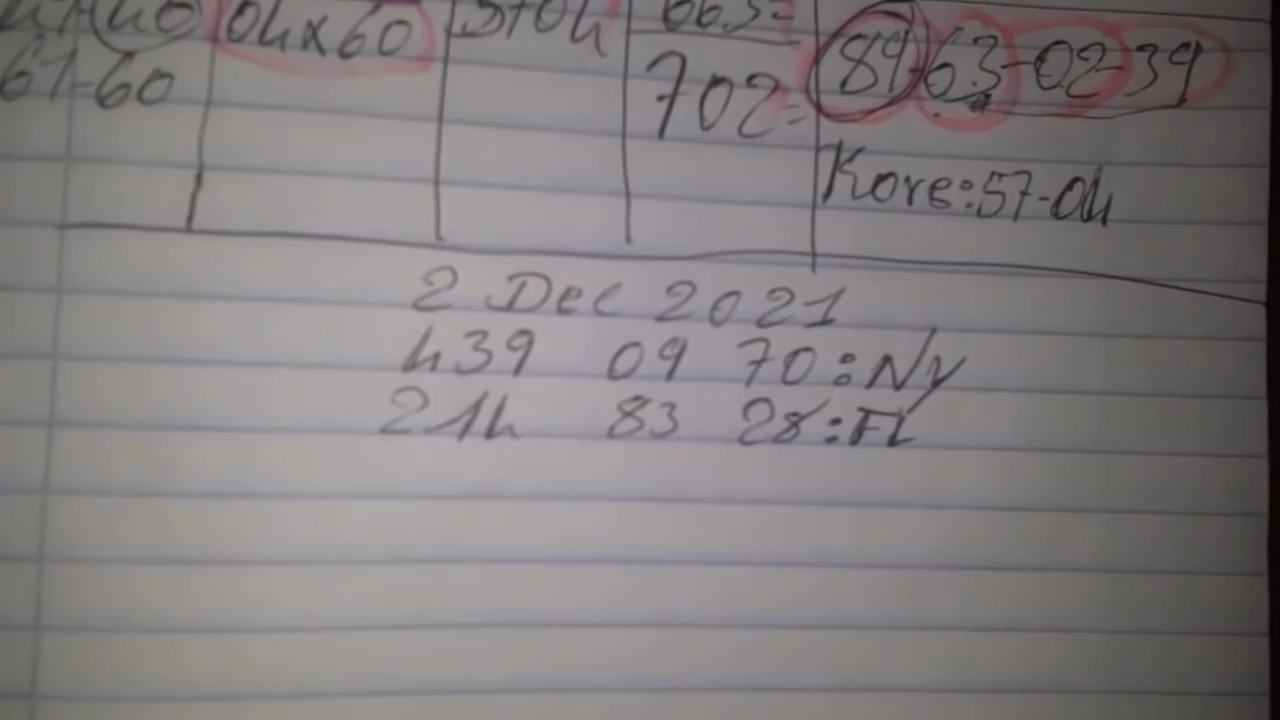 04x60
61-60
702=
89-63-02-39
Kore:57-04
2 Dec 2021
439 09 70:Ny
214 83 28:FL